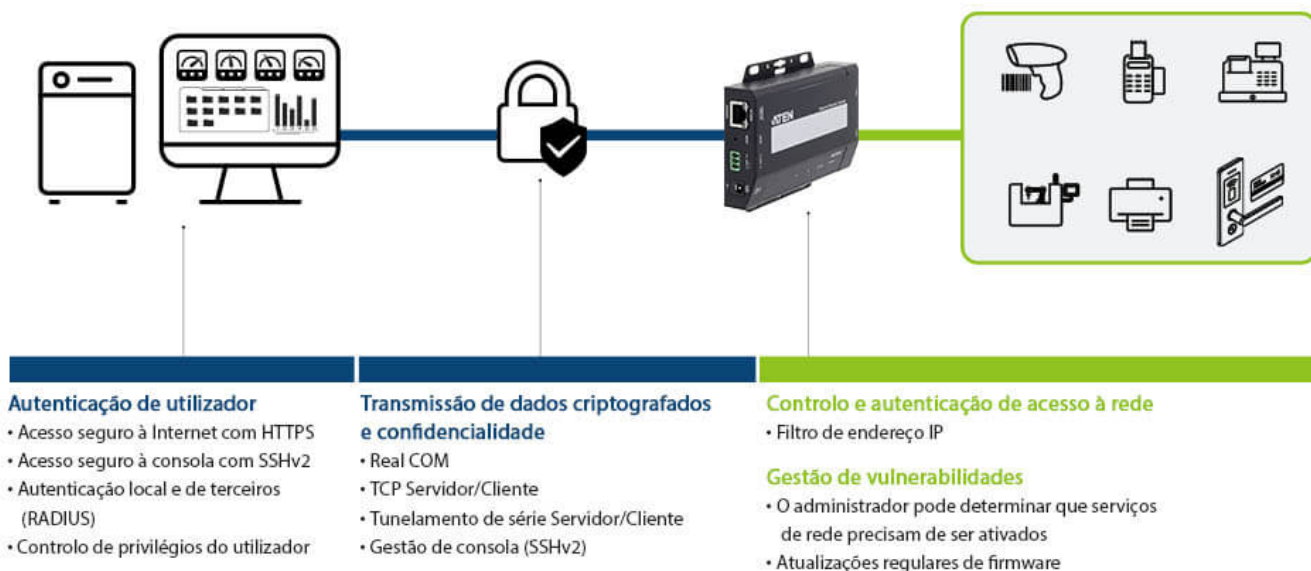 ATEN
Autenticação de utilizador
• Acesso seguro à Internet com HTTPS
• Acesso seguro à consola com SSHv2
• Autenticação local e de terceiros
(RADIUS)
• Controlo de privilégios do utilizador
Transmissão de dados criptografados
e confidencialidade
• Real COM
• TCP Servidor/Cliente
• Tunelamento de série Servidor/Cliente
• Gestão de consola (SSHv2)
Controlo e autenticação de acesso à rede
• Filtro de endereço IP
Gestão de vulnerabilidades
• O administrador pode determinar que serviços
de rede precisam de ser ativados
• Atualizações regulares de firmware